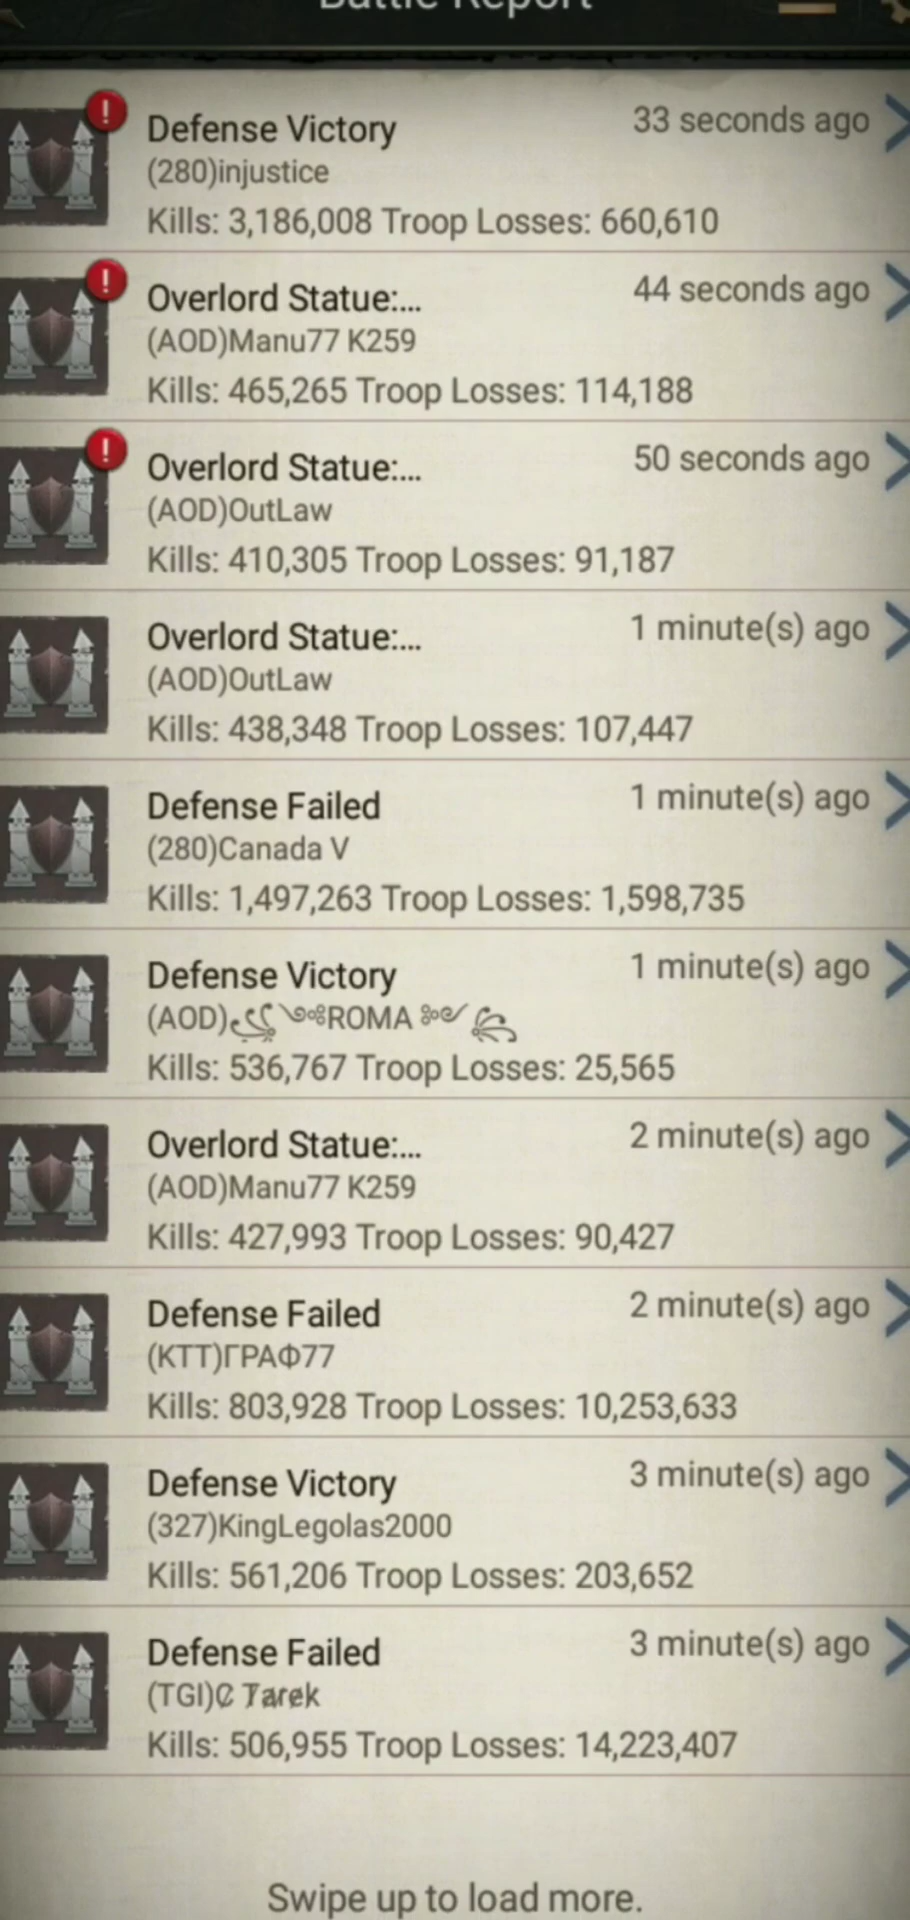 Battle Report
Defense Victory
33 seconds ago
(280)injustice
Kills: 3,186,008 Troop Losses: 660,610
Overlord Statue:...
44 seconds ago
(AOD)Manu77 K259
Kills: 465,265 Troop Losses: 114,188
Overlord Statue:...
50 seconds ago
(AOD)OutLaw
Kills: 410,305 Troop Losses: 91,187
Overlord Statue:...
1 minute(s) ago
(AOD)OutLaw
Kills: 438,348 Troop Losses: 107,447
Defense Failed
1 minute(s) ago
(280)Canada V
Kills: 1,497,263 Troop Losses: 1,598,735
Defense Victory
1 minute(s) ago
(AOD)꧁༺ROMA ༻꧂
Kills: 536,767 Troop Losses: 25,565
Overlord Statue:...
2 minute(s) ago
(AOD)Manu77 K259
Kills: 427,993 Troop Losses: 90,427
Defense Failed
2 minute(s) ago
(KTT)ГРАФ77
Kills: 803,928 Troop Losses: 10,253,633
Defense Victory
3 minute(s) ago
(327)KingLegolas2000
Kills: 561,206 Troop Losses: 203,652
Defense Failed
3 minute(s) ago
(TGI)₢ Tarek
Kills: 506,955 Troop Losses: 14,223,407
Swipe up to load more.